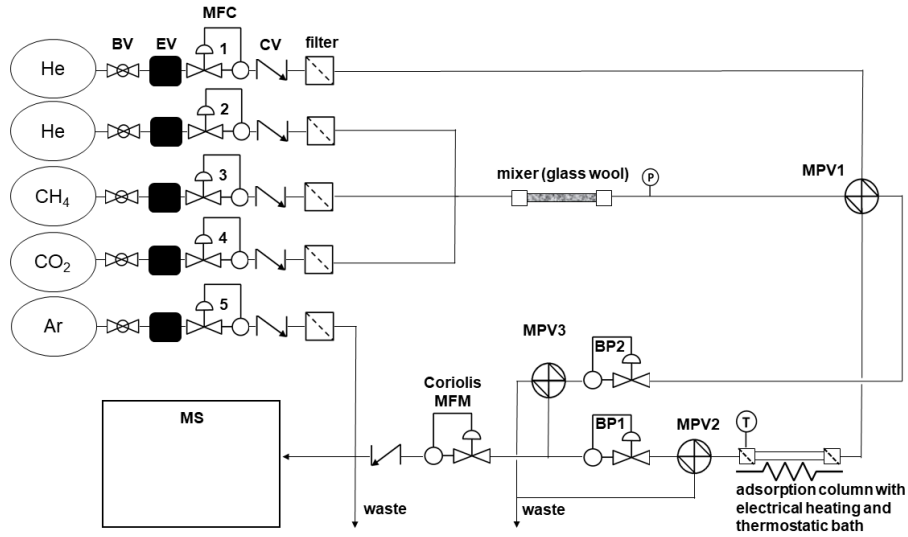 MFC
BV EV 1 CV filter
He
2
He
3
mixer (glass wool) P MPV1
CH4
4
CO2
5
Ar
MPV3 BP2
Coriolis
MFM
MS BP1 MPV2 T
waste waste
adsorption column with
electrical heating and
thermostatic bath